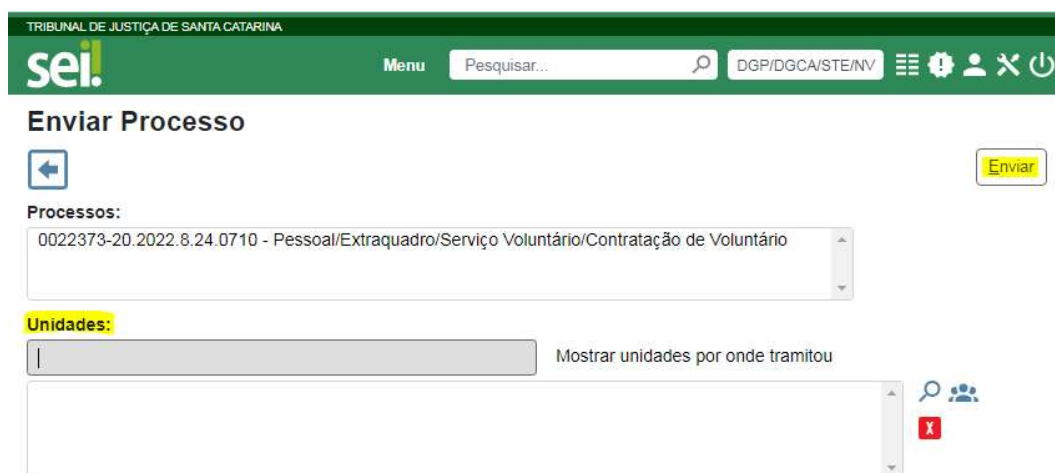 TRIBUNAL DE JUSTIÇA DE SANTA CATARINA
sei! Menu Pesquisar... DGP/DGCA/STE/NV
Enviar Processo
Enviar
Processos:
0022373-20.2022.8.24.0710 - Pessoal/Extraquadro/Serviço Voluntário/Contratação de Voluntário
Unidades:
Mostrar unidades por onde tramitou
X